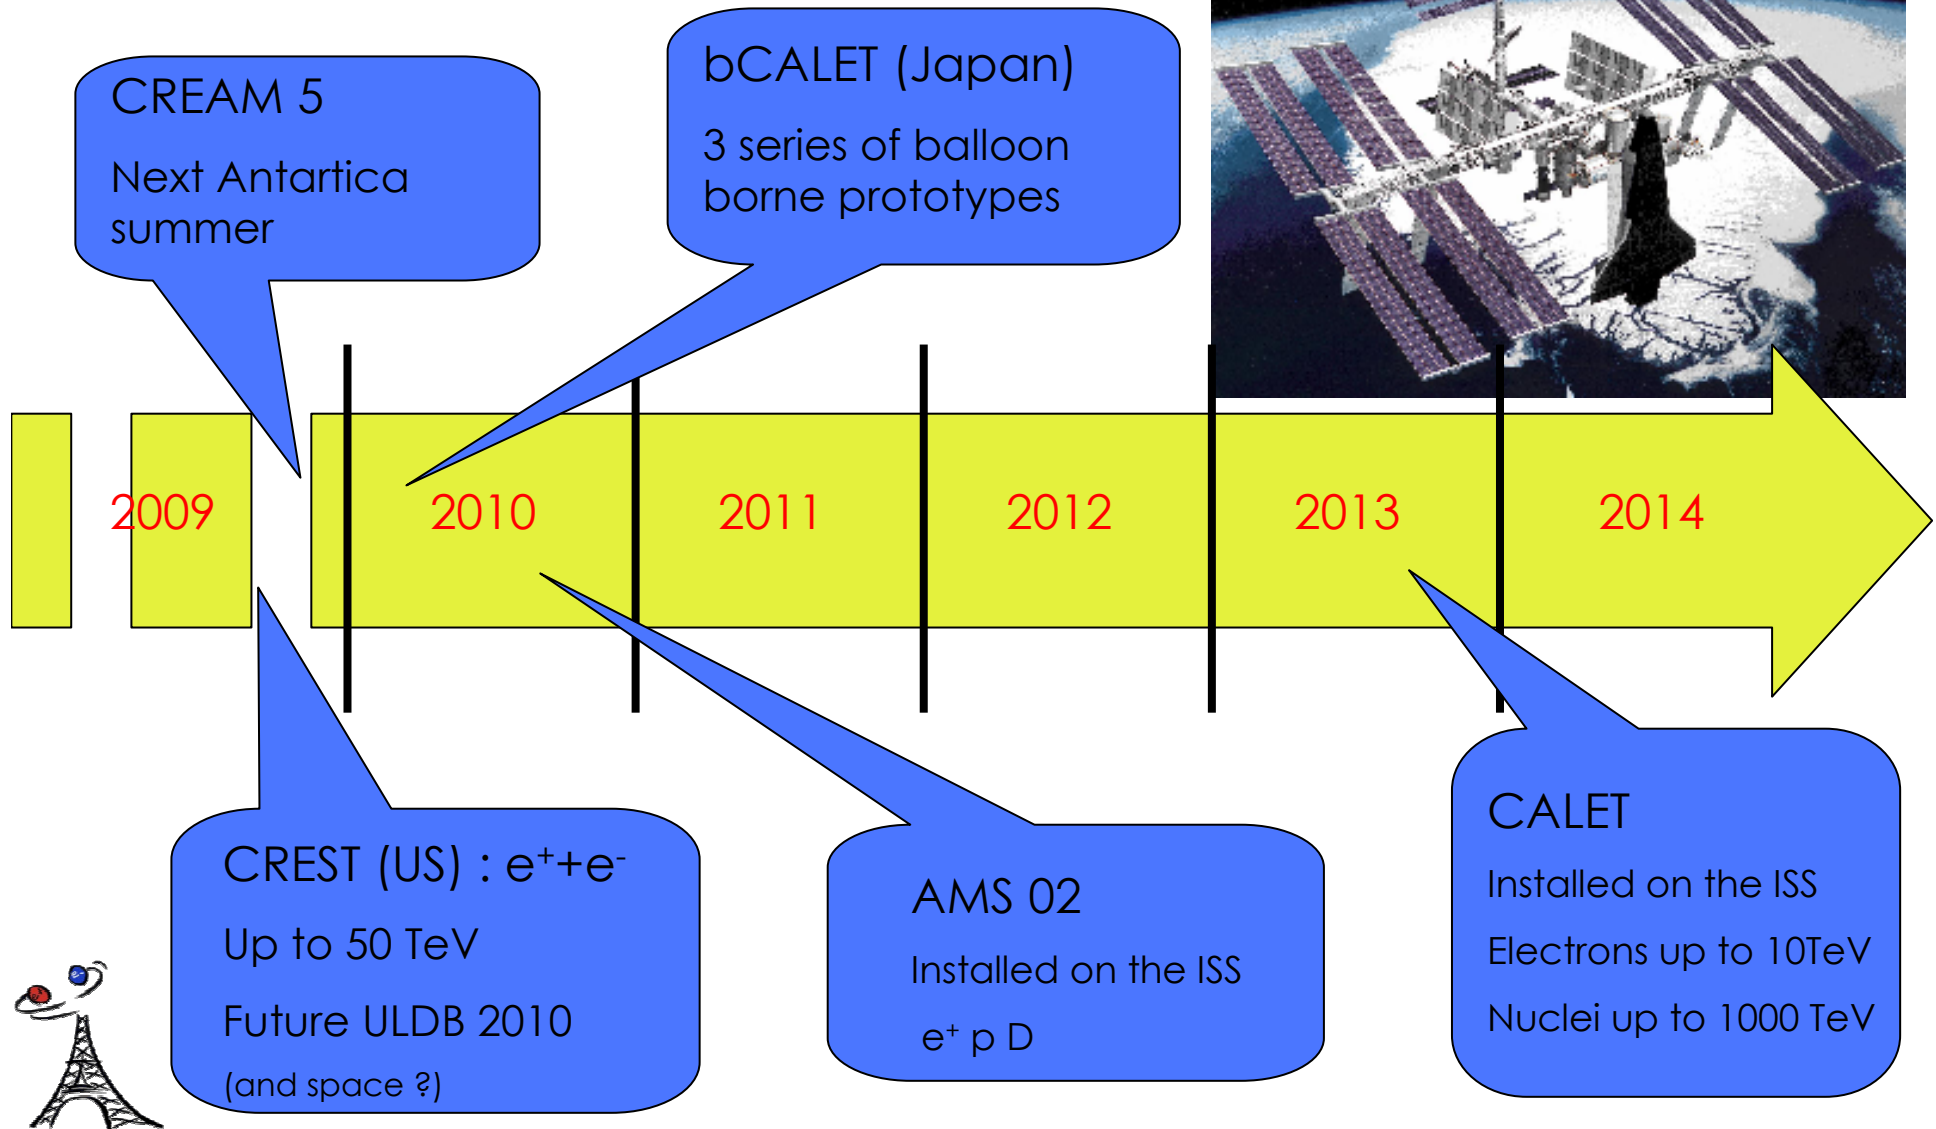 CREAM 5
Next Antartica
summer
bCALET (Japan)
3 series of balloon
borne prototypes
2009
2010
2011
2012
2013
2014
CREST (US) : e⁺+e⁻
Up to 50 TeV
Future ULDB 2010
(and space ?)
AMS 02
Installed on the ISS
e⁺ p D
CALET
Installed on the ISS
Electrons up to 10TeV
Nuclei up to 1000 TeV